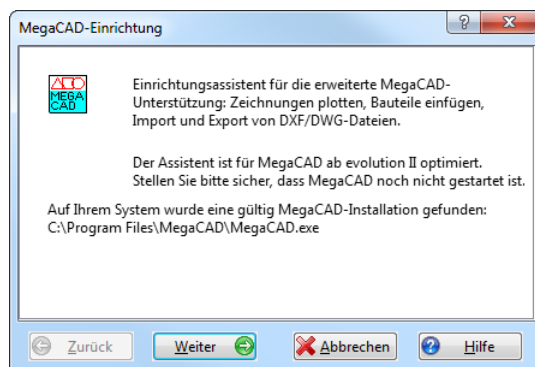 MegaCAD-Einrichtung
?
MEGA
CAD
Einrichtungsassistent für die erweiterte MegaCAD-
Unterstützung: Zeichnungen plotten, Bauteile einfügen,
Import und Export von DXF/DWG-Dateien.
Der Assistent ist für MegaCAD ab evolution II optimiert.
Stellen Sie bitte sicher, dass MegaCAD noch nicht gestartet ist.
Auf Ihrem System wurde eine gültig MegaCAD-Installation gefunden:
C:\Program Files\MegaCAD\MegaCAD.exe
Zurück Weiter Abbrechen ? Hilfe